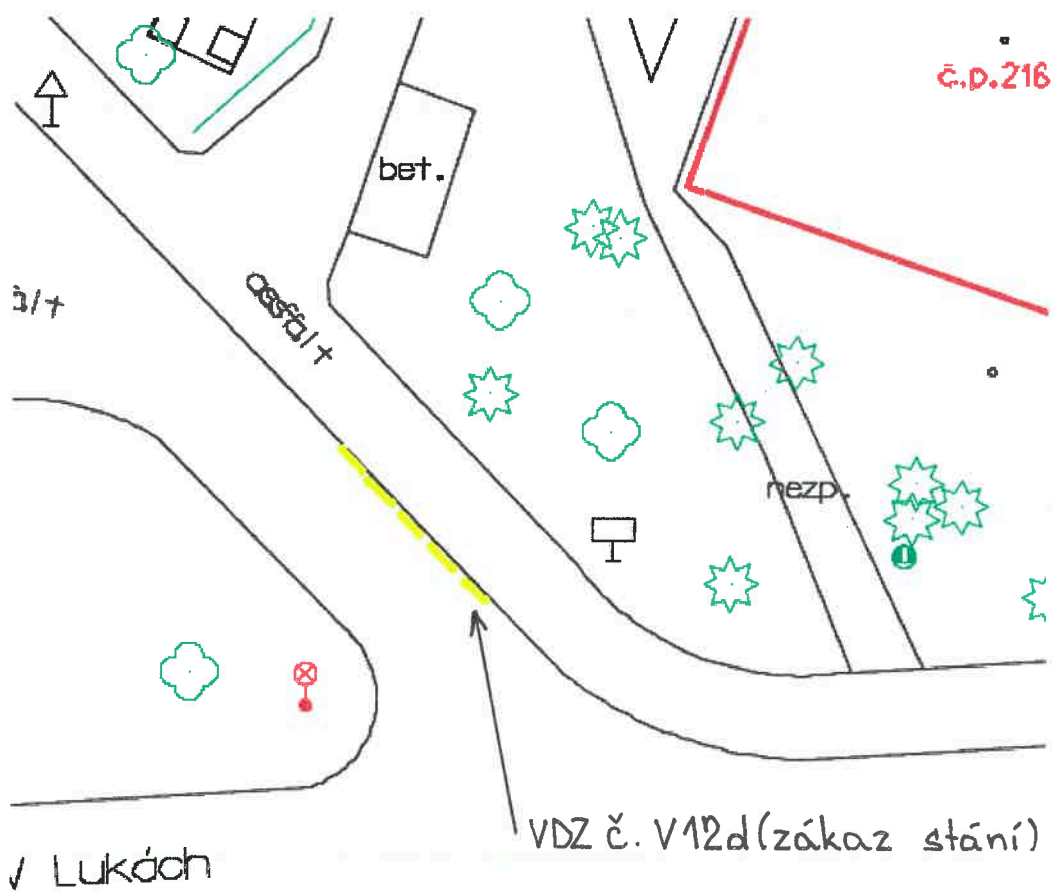 č.p.216
bet.
asfalt
nezp.
VDZ č. V12d (zákaz stání)
V Lukách